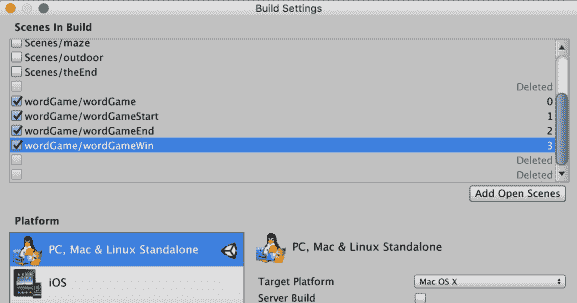 Build Settings
Scenes In Build
Scenes/maze
Scenes/outdoor
Scenes/theEnd
Deleted
wordGame/wordGame 0
wordGame/wordGameStart 1
wordGame/wordGameEnd 2
wordGame/wordGameWin 3
Deleted
Deleted
Add Open Scenes
Platform
PC, Mac & Linux Standalone
iOS
PC, Mac & Linux Standalone
Target Platform Mac OS X
Server Build